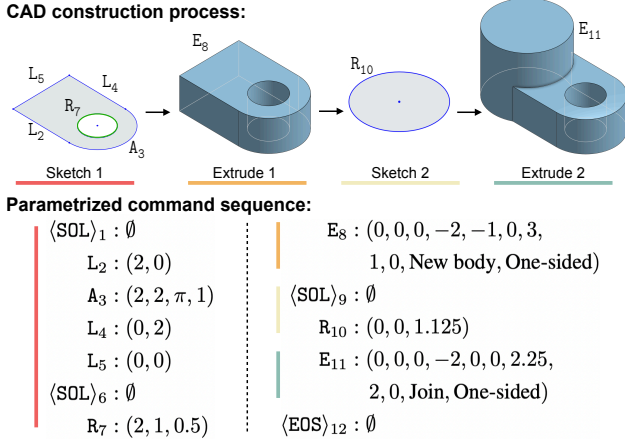 CAD construction process:
L₅ L₄ R₇ L₂ A₃
E₈
R₁₀
E₁₁
Sketch 1 Extrude 1 Sketch 2 Extrude 2
Parametrized command sequence:
⟨SOL⟩₁ : ∅
L₂ : (2, 0)
A₃ : (2, 2, π, 1)
L₄ : (0, 2)
L₅ : (0, 0)
⟨SOL⟩₆ : ∅
R₇ : (2, 1, 0.5)
E₈ : (0, 0, 0, −2, −1, 0, 3,
1, 0, New body, One-sided)
⟨SOL⟩₉ : ∅
R₁₀ : (0, 0, 1.125)
E₁₁ : (0, 0, 0, −2, 0, 0, 2.25,
2, 0, Join, One-sided)
⟨EOS⟩₁₂ : ∅